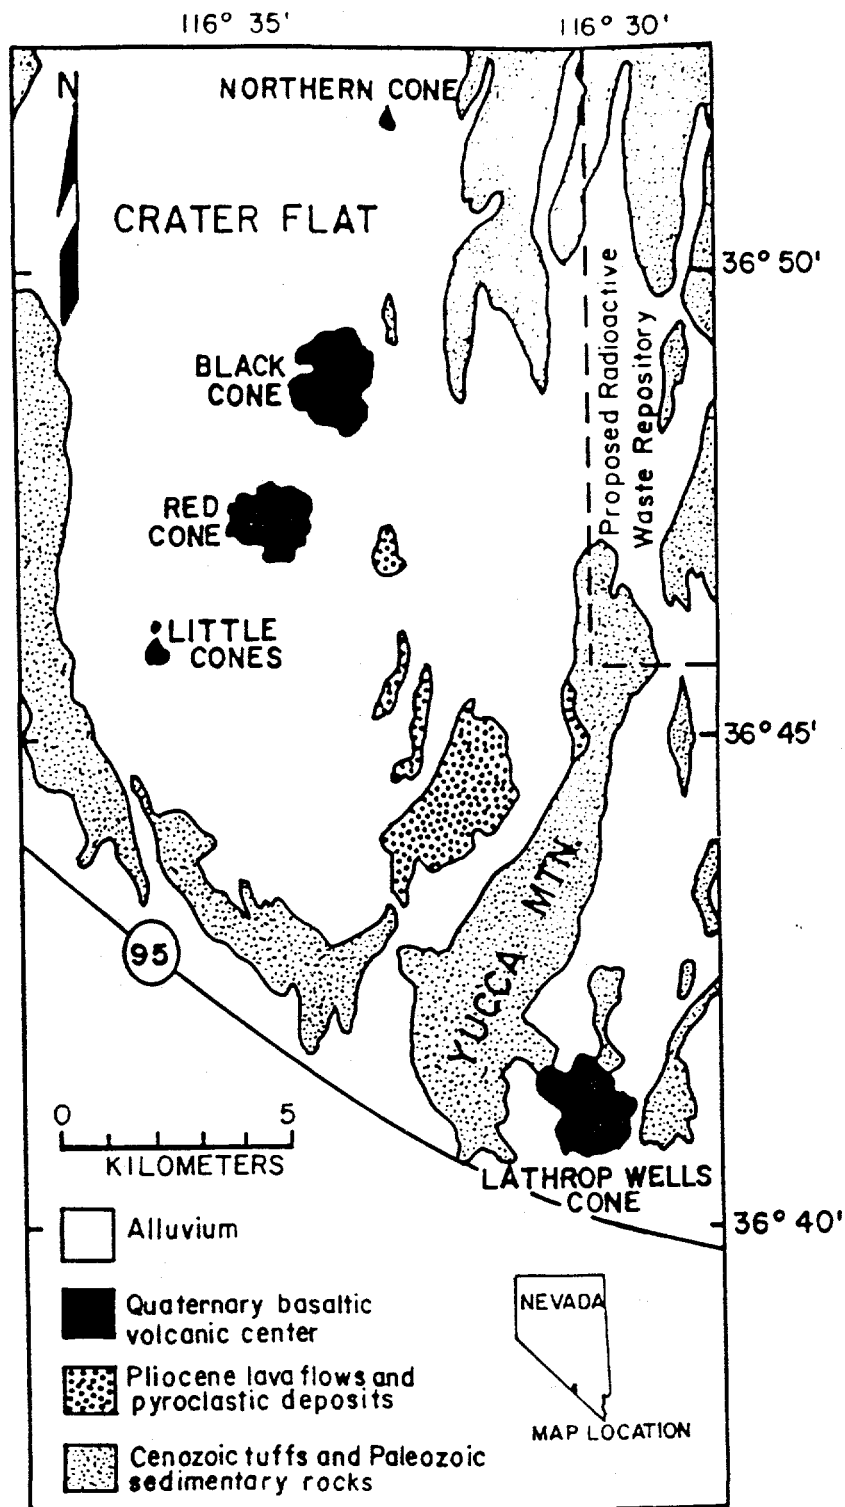 116° 35'
116° 30'
N
NORTHERN CONE
CRATER FLAT
36° 50'
Proposed Radioactive
Waste Repository
BLACK
CONE
RED
CONE
LITTLE
CONES
36° 45'
YUCCA MTN.
95
0 5
KILOMETERS
LATHROP WELLS
CONE
36° 40'
Alluvium
Quaternary basaltic
volcanic center
Pliocene lava flows and
pyroclastic deposits
Cenozoic tuffs and Paleozoic
sedimentary rocks
NEVADA
MAP LOCATION